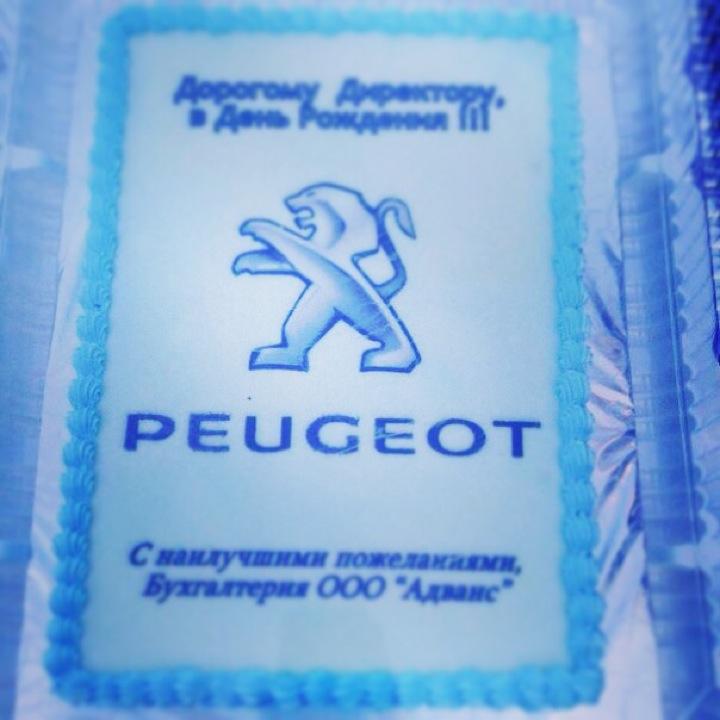 Дорогому Директору,
в День Рождения !!!
PEUGEOT
С наилучшими пожеланиями,
Бухгалтерия ООО "Адванс"